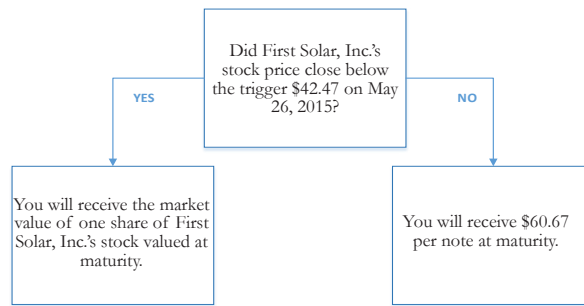 Did First Solar, Inc.'s
stock price close below
the trigger $42.47 on May
26, 2015?
YES
NO
You will receive the market
value of one share of First
Solar, Inc.'s stock valued at
maturity.
You will receive $60.67
per note at maturity.